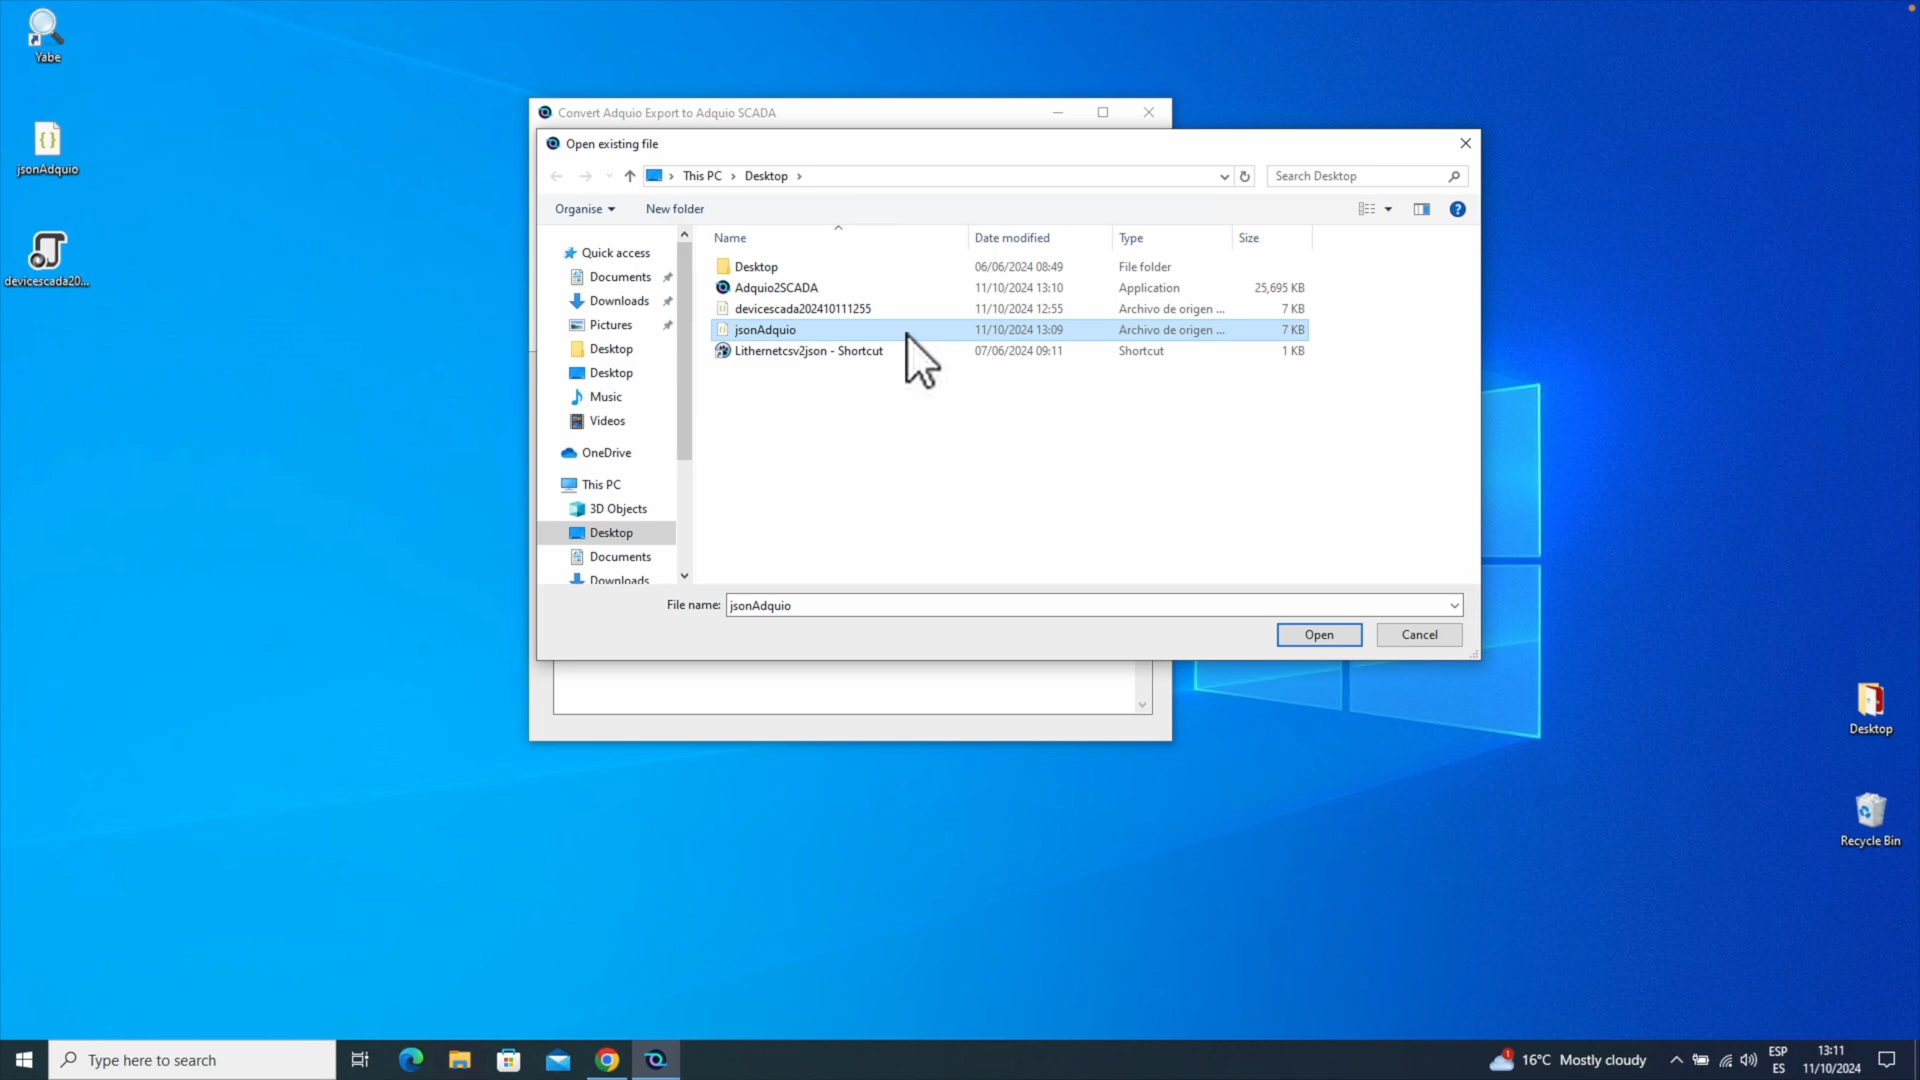 Yabe
jsonAdquio
devicescada20...
Convert Adquio Export to Adquio SCADA
Open existing file
This PC > Desktop >
Search Desktop
Organise
New folder
?
Name Date modified Type Size
Desktop 06/06/2024 08:49 File folder
Adquio2SCADA 11/10/2024 13:10 Application 25,695 KB
devicescada202410111255 11/10/2024 12:55 Archivo de origen ... 7 KB
jsonAdquio 11/10/2024 13:09 Archivo de origen ... 7 KB
Lithernetcsv2json - Shortcut 07/06/2024 09:11 Shortcut 1 KB
Quick access
Documents
Downloads
Pictures
Desktop
Desktop
Music
Videos
OneDrive
This PC
3D Objects
Desktop
Documents
Downloads
File name: jsonAdquio
Open
Cancel
Desktop
Recycle Bin
Type here to search
1
16°C Mostly cloudy
ESP
ES
13:11
11/10/2024